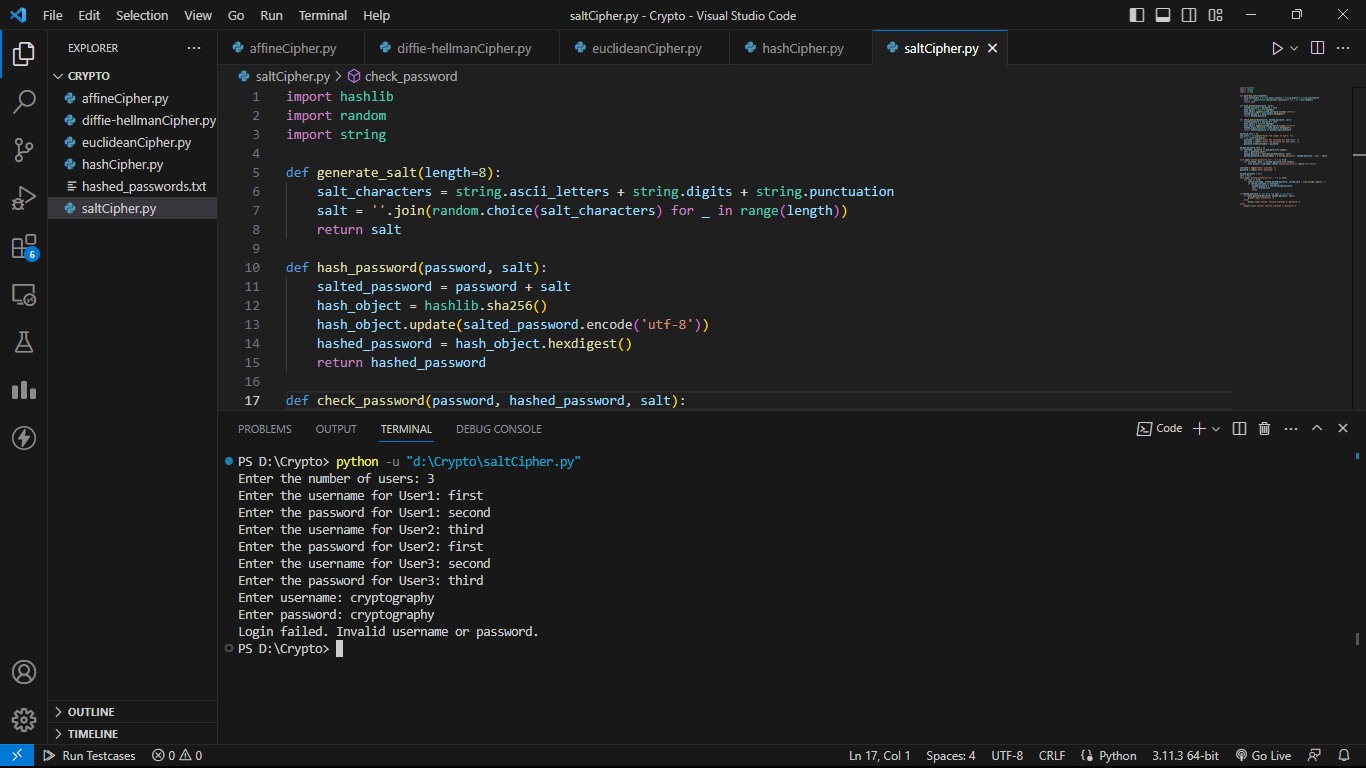 File Edit Selection View Go Run Terminal Help saltCipher.py - Crypto - Visual Studio Code
EXPLORER
CRYPTO
affineCipher.py
diffie-hellmanCipher.py
euclideanCipher.py
hashCipher.py
hashed_passwords.txt
saltCipher.py
6
OUTLINE
TIMELINE
affineCipher.py diffie-hellmanCipher.py euclideanCipher.py hashCipher.py saltCipher.py
saltCipher.py > check_password
1 import hashlib
2 import random
3 import string
4
5 def generate_salt(length=8):
6 salt_characters = string.ascii_letters + string.digits + string.punctuation
7 salt = ''.join(random.choice(salt_characters) for _ in range(length))
8 return salt
9
10 def hash_password(password, salt):
11 salted_password = password + salt
12 hash_object = hashlib.sha256()
13 hash_object.update(salted_password.encode('utf-8'))
14 hashed_password = hash_object.hexdigest()
15 return hashed_password
16
17 def check_password(password, hashed_password, salt):
PROBLEMS OUTPUT TERMINAL DEBUG CONSOLE Code
PS D:\Crypto> python -u "d:\Crypto\saltCipher.py"
Enter the number of users: 3
Enter the username for User1: first
Enter the password for User1: second
Enter the username for User2: third
Enter the password for User2: first
Enter the username for User3: second
Enter the password for User3: third
Enter username: cryptography
Enter password: cryptography
Login failed. Invalid username or password.
PS D:\Crypto>
Run Testcases 0 0 Ln 17, Col 1 Spaces: 4 UTF-8 CRLF Python 3.11.3 64-bit Go Live